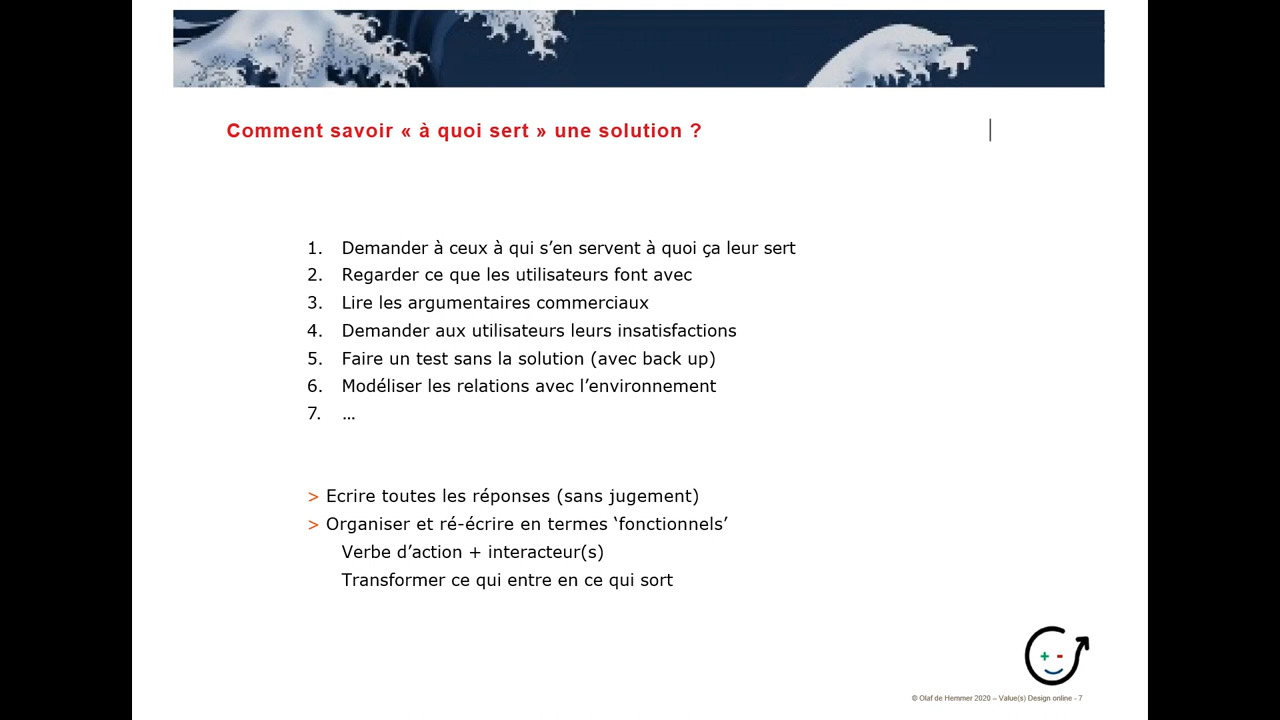 Comment savoir « à quoi sert » une solution ?
1. Demander à ceux à qui s’en servent à quoi ça leur sert
2. Regarder ce que les utilisateurs font avec
3. Lire les argumentaires commerciaux
4. Demander aux utilisateurs leurs insatisfactions
5. Faire un test sans la solution (avec back up)
6. Modéliser les relations avec l’environnement
7. …
> Ecrire toutes les réponses (sans jugement)
> Organiser et ré-écrire en termes ‘fonctionnels’
Verbe d’action + interacteur(s)
Transformer ce qui entre en ce qui sort
© Olaf de Hemmer 2020 – Value(s) Design online - 7